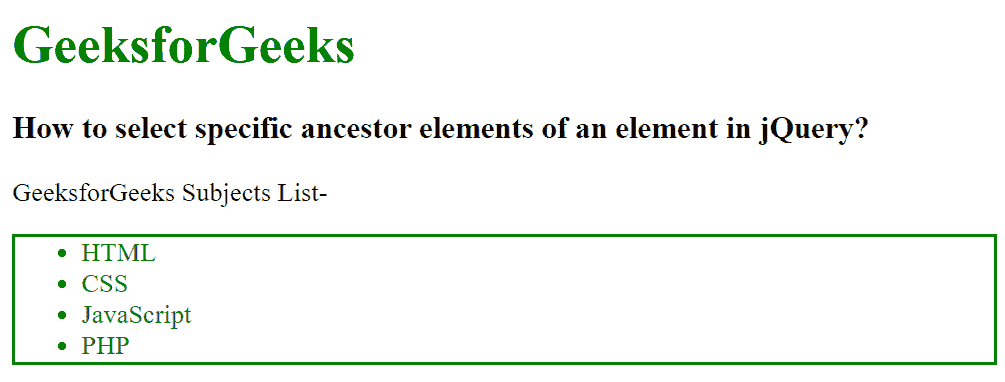 GeeksforGeeks
How to select specific ancestor elements of an element in jQuery?
GeeksforGeeks Subjects List-
• HTML
• CSS
• JavaScript
• PHP